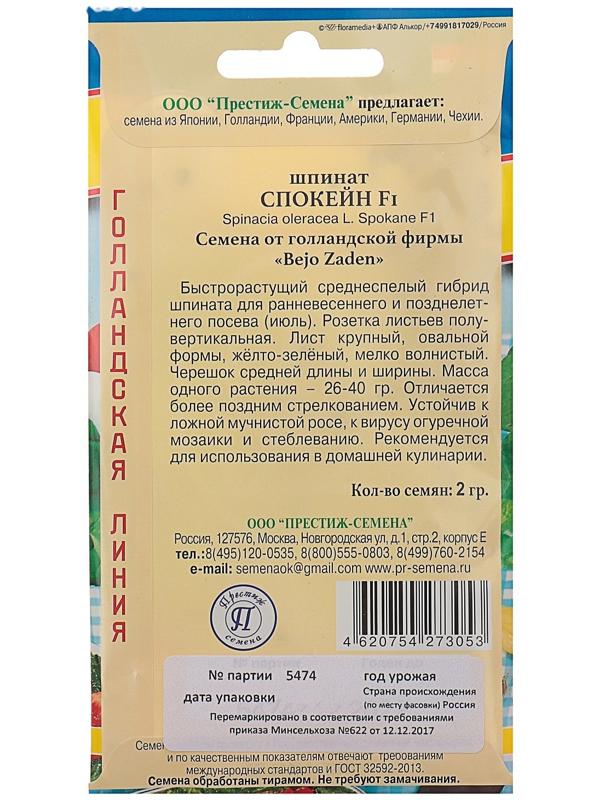 © floramedia + АПФ Алькор/+74991817029/Россия
ООО “Престиж-Семена” предлагает:
семена из Японии, Голландии, Франции, Америки, Германии, Чехии.
ГОЛЛАНДСКАЯ ЛИНИЯ
шпинат
СПОКЕЙН F1
Spinacia oleracea L. Spokane F1
Семена от голландской фирмы
«Bejo Zaden»
Быстрорастущий среднеспелый гибрид
шпината для ранневесеннего и позднелет-
него посева (июль). Розетка листьев полу-
вертикальная. Лист крупный, овальной
формы, жёлто-зелёный, мелко волнистый.
Черешок средней длины и ширины. Масса
одного растения – 26-40 гр. Отличается
более поздним стрелкованием. Устойчив к
ложной мучнистой росе, к вирусу огуречной
мозаики и стеблеванию. Рекомендуется
для использования в домашней кулинарии.
Кол-во семян: 2 гр.
ООО “ПРЕСТИЖ-СЕМЕНА”
Россия, 127576, Москва, Новгородская ул, д.1, стр.2, корпус Е
тел.:8(495)120-0535, 8(800)555-0803, 8(499)760-2154
e-mail: semenaok@gmail.com www.pr-semena.ru
Престиж
П
семена
4 620754 273053
№ партии 5474
год урожая
дата упаковки
Страна происхождения
(по месту фасовки) Россия
Перемаркировано в соответствии с требованиями
приказа Минсельхоза №622 от 12.12.2017
Семен
и по качественным показателям отвечают требованиям
международных стандартов и ГОСТ 32592-2013.
Семена обработаны тирамом. Не требуют замачивания.